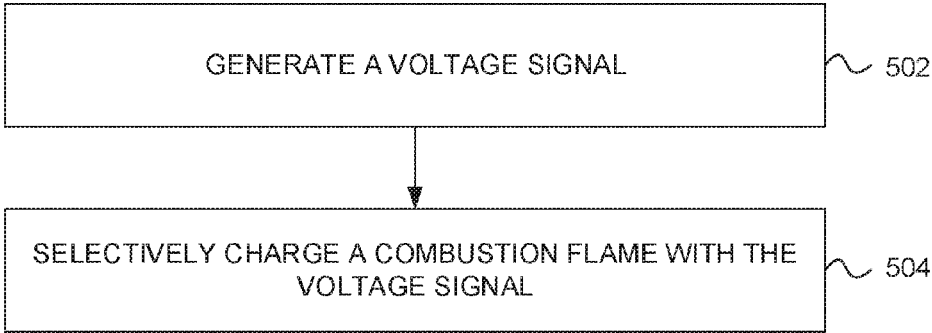 GENERATE A VOLTAGE SIGNAL
502
SELECTIVELY CHARGE A COMBUSTION FLAME WITH THE
VOLTAGE SIGNAL
504